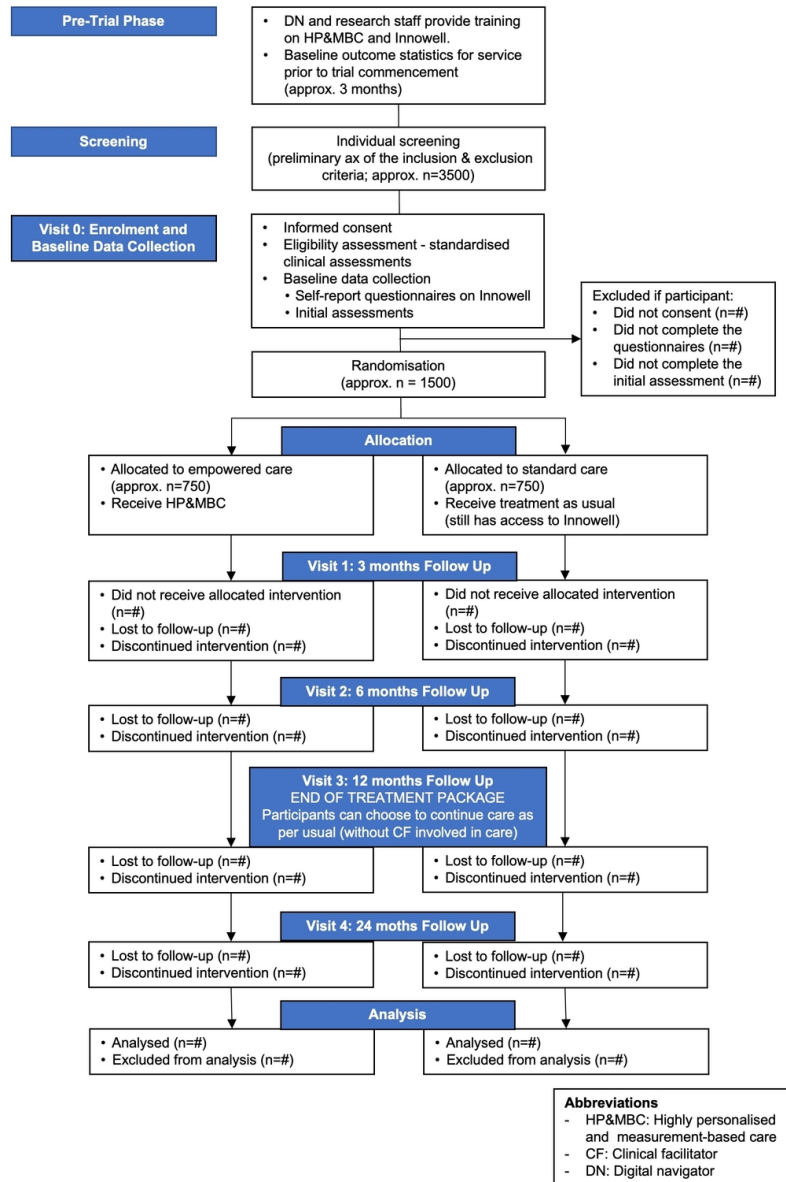 Pre-Trial Phase
• DN and research staff provide training
on HP&MBC and Innowell.
• Baseline outcome statistics for service
prior to trial commencement
(approx. 3 months)
Screening
Individual screening
(preliminary ax of the inclusion & exclusion
criteria; approx. n=3500)
Visit 0: Enrolment and
Baseline Data Collection
• Informed consent
• Eligibility assessment - standardised
clinical assessments
• Baseline data collection
• Self-report questionnaires on Innowell
• Initial assessments
Excluded if participant:
• Did not consent (n=#)
• Did not complete the
questionnaires (n=#)
• Did not complete the
initial assessment (n=#)
Randomisation
(approx. n = 1500)
Allocation
• Allocated to empowered care
(approx. n=750)
• Receive HP&MBC
• Allocated to standard care
(approx. n=750)
• Receive treatment as usual
(still has access to Innowell)
Visit 1: 3 months Follow Up
• Did not receive allocated intervention
(n=#)
• Lost to follow-up (n=#)
• Discontinued intervention (n=#)
• Did not receive allocated intervention
(n=#)
• Lost to follow-up (n=#)
• Discontinued intervention (n=#)
Visit 2: 6 months Follow Up
• Lost to follow-up (n=#)
• Discontinued intervention (n=#)
• Lost to follow-up (n=#)
• Discontinued intervention (n=#)
Visit 3: 12 months Follow Up
END OF TREATMENT PACKAGE
Participants can choose to continue care as
per usual (without CF involved in care)
• Lost to follow-up (n=#)
• Discontinued intervention (n=#)
• Lost to follow-up (n=#)
• Discontinued intervention (n=#)
Visit 4: 24 moths Follow Up
• Lost to follow-up (n=#)
• Discontinued intervention (n=#)
• Lost to follow-up (n=#)
• Discontinued intervention (n=#)
Analysis
• Analysed (n=#)
• Excluded from analysis (n=#)
• Analysed (n=#)
• Excluded from analysis (n=#)
Abbreviations
- HP&MBC: Highly personalised
and measurement-based care
- CF: Clinical facilitator
- DN: Digital navigator